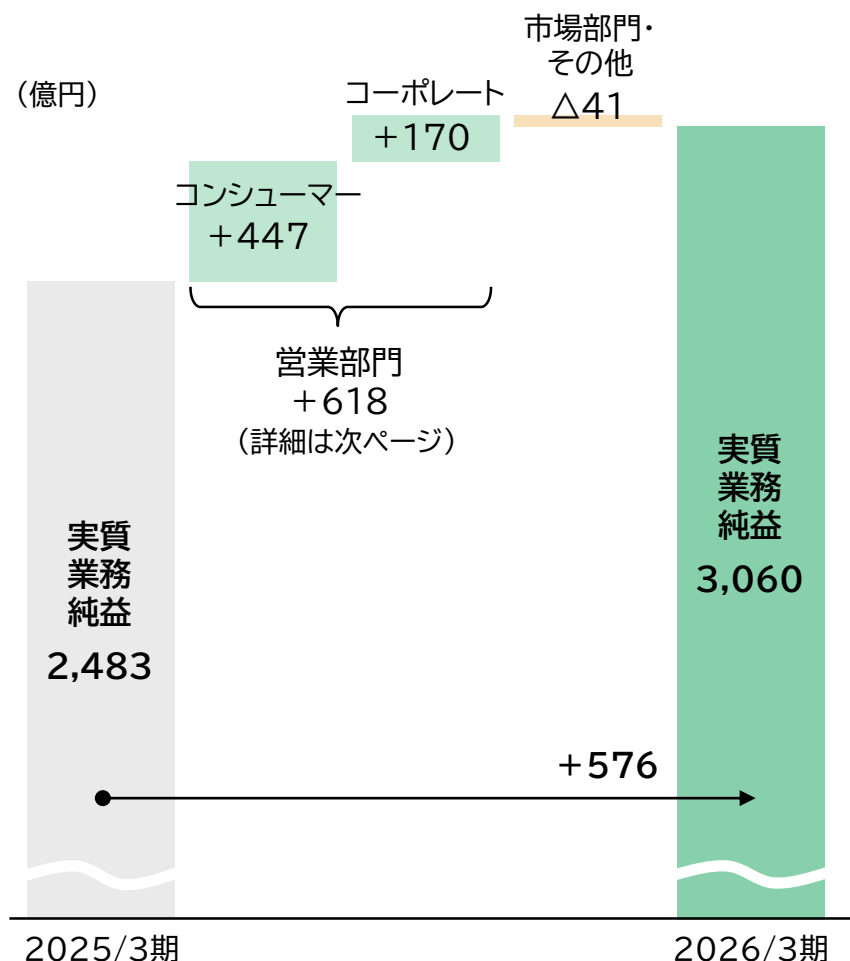 (億円)
市場部門・
その他
△41
コーポレート
+170
コンシューマー
+447
営業部門
+618
(詳細は次ページ)
実質
業務
純益
2,483
実質
業務
純益
3,060
+576
2025/3期
2026/3期